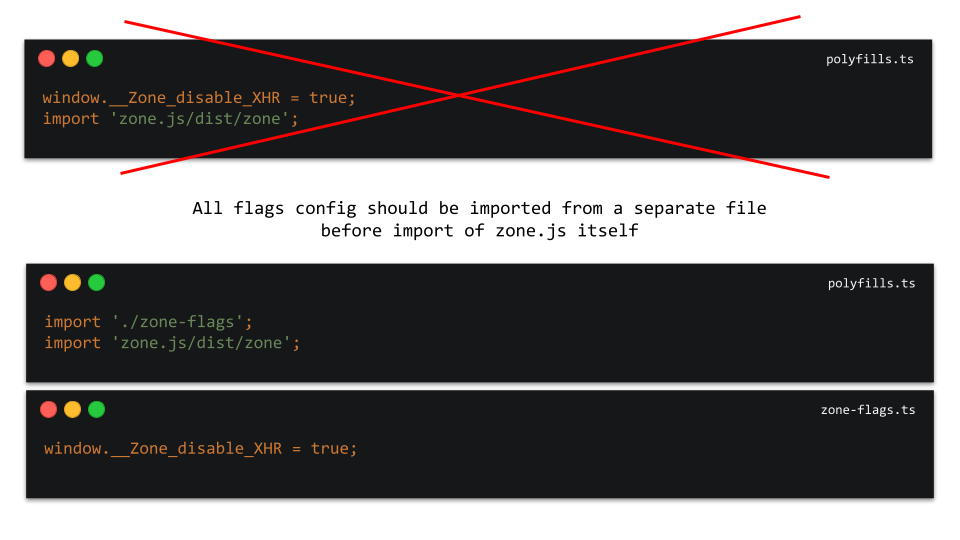 polyfills.ts
window.__Zone_disable_XHR = true;
import 'zone.js/dist/zone';
All flags config should be imported from a separate file
before import of zone.js itself
polyfills.ts
import './zone-flags';
import 'zone.js/dist/zone';
zone-flags.ts
window.__Zone_disable_XHR = true;